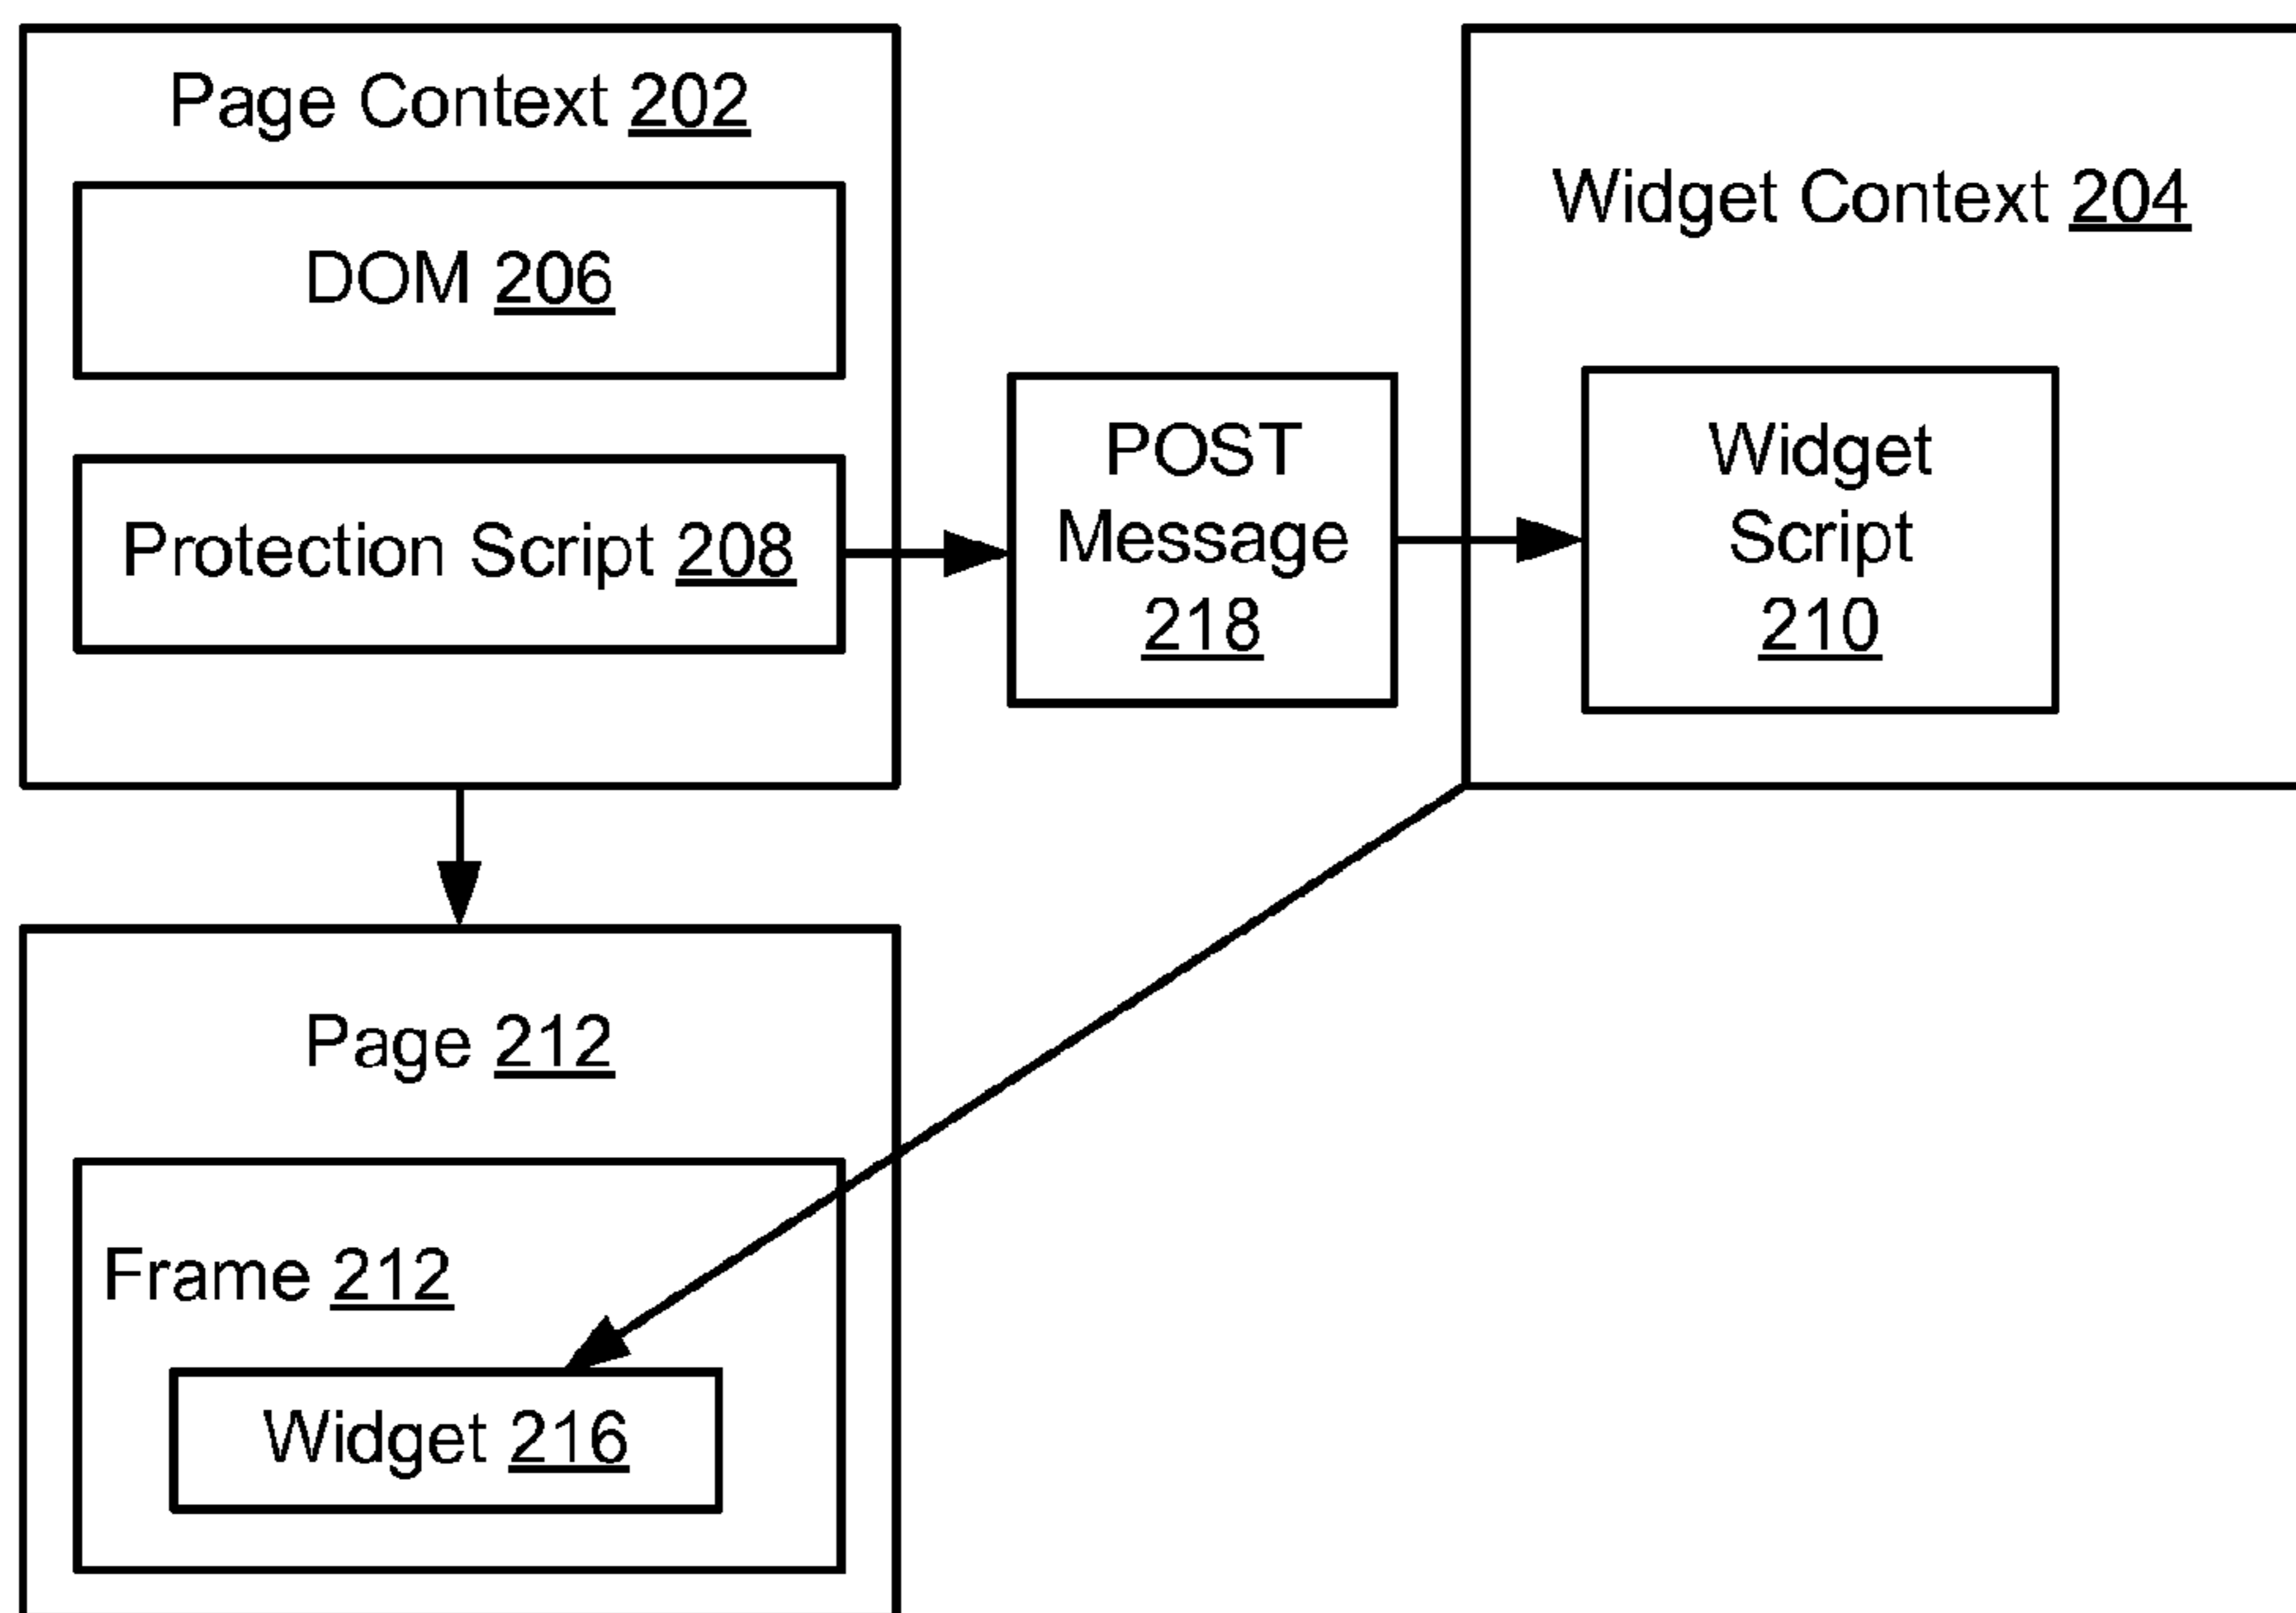 Page Context 202
DOM 206
Protection Script 208
POST
Message
218
Widget Context 204
Widget
Script
210
Page 212
Frame 212
Widget 216